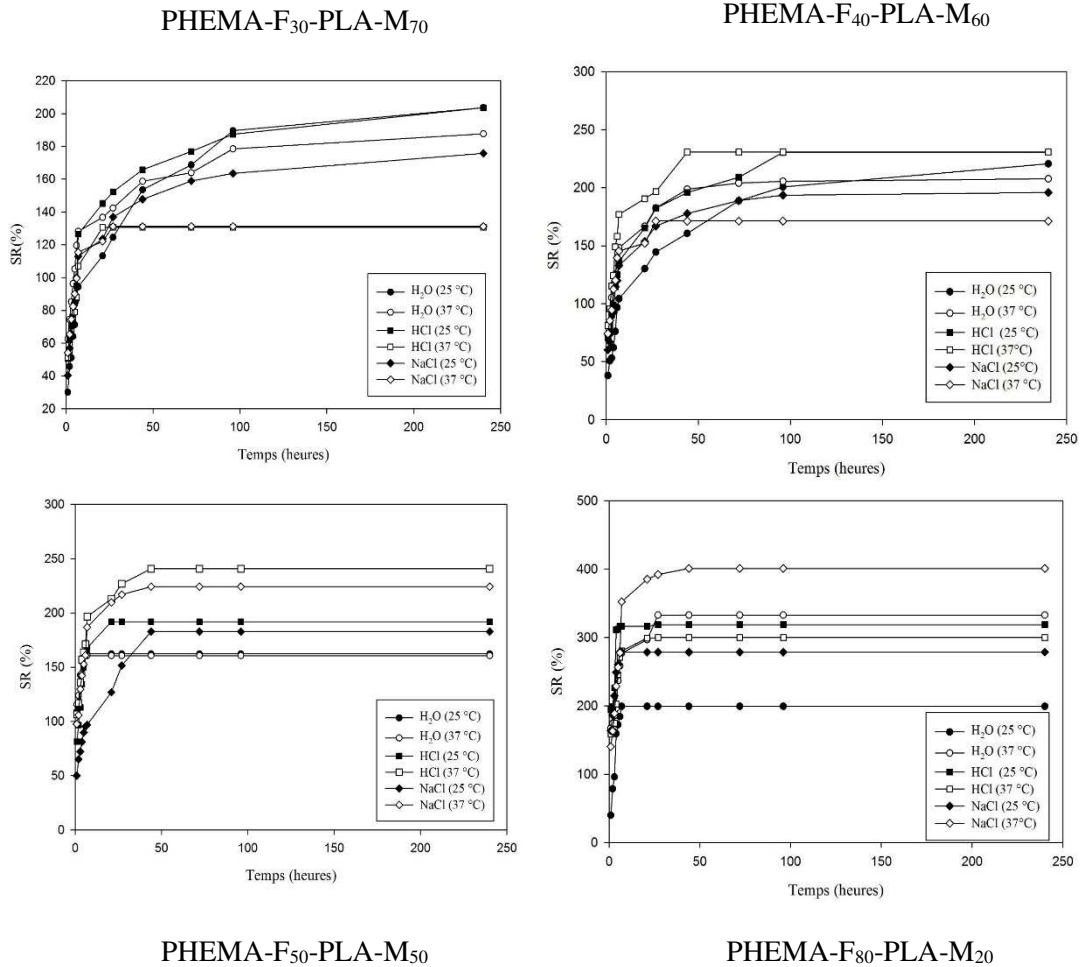 PHEMA-F₃₀-PLA-M₇₀
PHEMA-F₄₀-PLA-M₆₀
220
200
180
160
140
120
100
80
60
40
20
SR(%)
H₂O (25 °C)
H₂O (37 °C)
HCl (25 °C)
HCl (37 °C)
NaCl (25 °C)
NaCl (37 °C)
0 50 100 150 200 250
Temps (heures)
300
250
200
150
100
50
0
SR (%)
H₂O (25 °C)
H₂O (37 °C)
HCl (25 °C)
HCl (37°C)
NaCl (25°C)
NaCl (37 °C)
0 50 100 150 200 250
Temps (heures)
300
250
200
150
100
50
0
SR (%)
H₂O (25 °C)
H₂O (37 °C)
HCl (25 °C)
HCl (37 °C)
NaCl (25 °C)
NaCl (37 °C)
0 50 100 150 200 250
Temps (heures)
500
400
300
200
100
0
SR (%)
H₂O (25 °C)
H₂O (37 °C)
HCl (25 °C)
HCl (37 °C)
NaCl (25 °C)
NaCl (37°C)
0 50 100 150 200 250
Temps (heures)
PHEMA-F₅₀-PLA-M₅₀
PHEMA-F₈₀-PLA-M₂₀